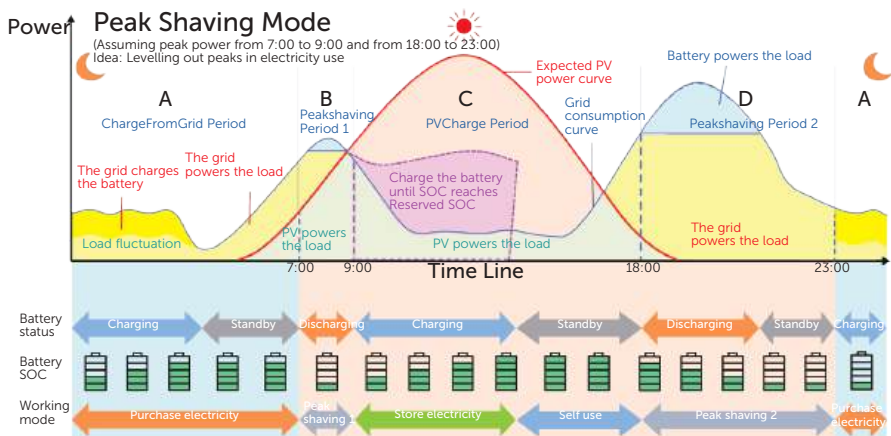 Power
Peak Shaving Mode
(Assuming peak power from 7:00 to 9:00 and from 18:00 to 23:00)
Idea: Levelling out peaks in electricity use
Expected PV
power curve
Battery powers the load
A
B
C
D
A
ChargeFromGrid Period
Peakshaving
Period 1
PVCharge Period
Grid
consumption
curve
Peakshaving Period 2
The grid charges
the battery
The grid
powers the load
Charge the battery
until SOC reaches
Reserved SOC
Load fluctuation
PV powers
the load
PV powers the load
The grid
powers the load
7:00
9:00
Time Line
18:00
23:00
Battery
status
Charging
Standby
Discharging
Charging
Standby
Discharging
Standby
Charging
Battery
SOC
Working
mode
Purchase electricity
Peak
shaving 1
Store electricity
Self use
Peak shaving 2
Purchase
electricity